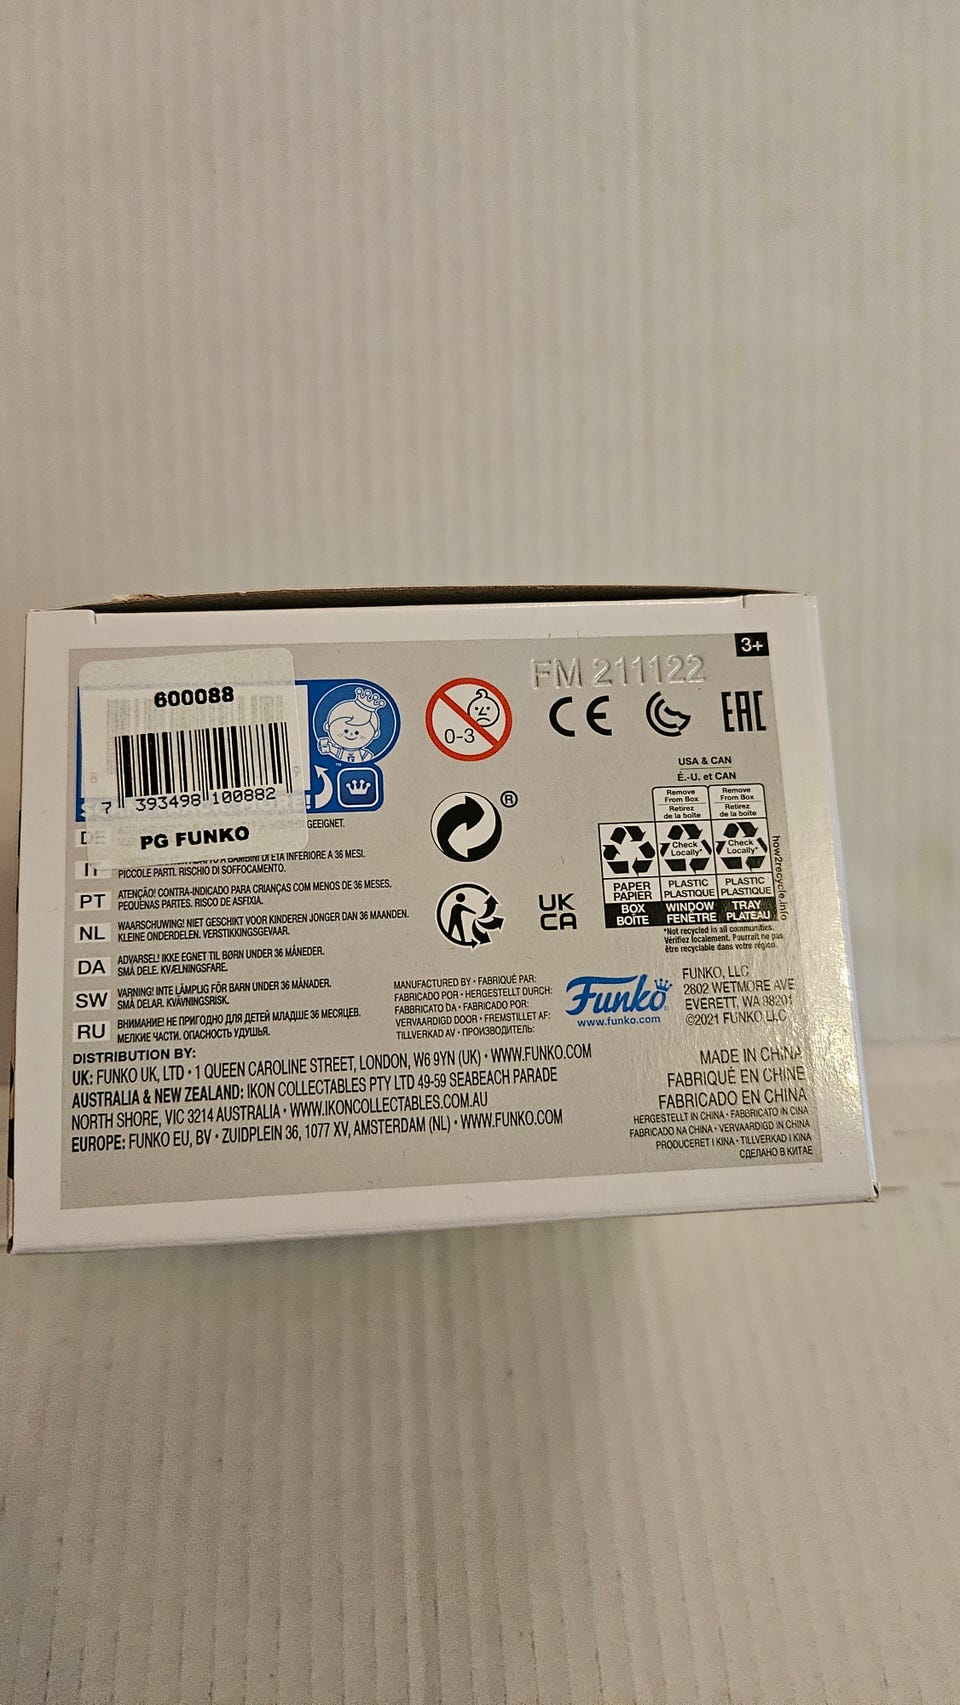 3+
FM 211122
600088
7 393498 100882
PG FUNKO
0-3
CE
EAC
®
UK
CA
USA & CAN
É.-U. et CAN
Remove
From Box
Retirez
de la boîte
Remove
From Box
Retirez
de la boîte
Check
Locally*
Check
Locally*
PAPER
PAPIER
PLASTIC
PLASTIQUE
PLASTIC
PLASTIQUE
BOX
BOÎTE
WINDOW
FENÊTRE
TRAY
PLATEAU
how2recycle.info
*Not recycled in all communities.
Vérifiez localement. Pourrait ne pas
être recyclable dans votre région.
DE
GEEIGNET.
IT
BAMBINI DI ETÀ INFERIORE A 36 MESI.
PICCOLE PARTI. RISCHIO DI SOFFOCAMENTO.
PT ATENÇÃO! CONTRA-INDICADO PARA CRIANÇAS COM MENOS DE 36 MESES.
PEQUENAS PARTES. RISCO DE ASFIXIA.
NL WAARSCHUWING! NIET GESCHIKT VOOR KINDEREN JONGER DAN 36 MAANDEN.
KLEINE ONDERDELEN. VERSTIKKINGSGEVAAR.
DA ADVARSEL! IKKE EGNET TIL BØRN UNDER 36 MÅNEDER.
SMÅ DELE. KVÆLNINGSFARE.
SW VARNING! INTE LÄMPLIG FÖR BARN UNDER 36 MÅNADER.
SMÅ DELAR. KVÄVNINGSRISK.
RU ВНИМАНИЕ! НЕ ПРИГОДНО ДЛЯ ДЕТЕЙ МЛАДШЕ 36 МЕСЯЦЕВ.
МЕЛКИЕ ЧАСТИ. ОПАСНОСТЬ УДУШЬЯ.
MANUFACTURED BY • FABRIQUÉ PAR:
FABRICADO POR • HERGESTELLT DURCH:
FABBRICATO DA • FABRICADO POR:
VERVAARDIGD DOOR • FREMSTILLET AF:
TILLVERKAD AV • ПРОИЗВОДИТЕЛЬ:
Funko
www.funko.com
FUNKO, LLC
2802 WETMORE AVE
EVERETT, WA 98201
©2021 FUNKO LLC
DISTRIBUTION BY:
UK: FUNKO UK, LTD • 1 QUEEN CAROLINE STREET, LONDON, W6 9YN (UK) • WWW.FUNKO.COM
AUSTRALIA & NEW ZEALAND: IKON COLLECTABLES PTY LTD 49-59 SEABEACH PARADE
NORTH SHORE, VIC 3214 AUSTRALIA • WWW.IKONCOLLECTABLES.COM.AU
EUROPE: FUNKO EU, BV • ZUIDPLEIN 36, 1077 XV, AMSTERDAM (NL) • WWW.FUNKO.COM
MADE IN CHINA
FABRIQUÉ EN CHINE
FABRICADO EN CHINA
HERGESTELLT IN CHINA • FABBRICATO IN CINA
FABRICADO NA CHINA • VERVAARDIGD IN CHINA
PRODUCERET I KINA • TILLVERKAD I KINA
СДЕЛАНО В КИТАЕ